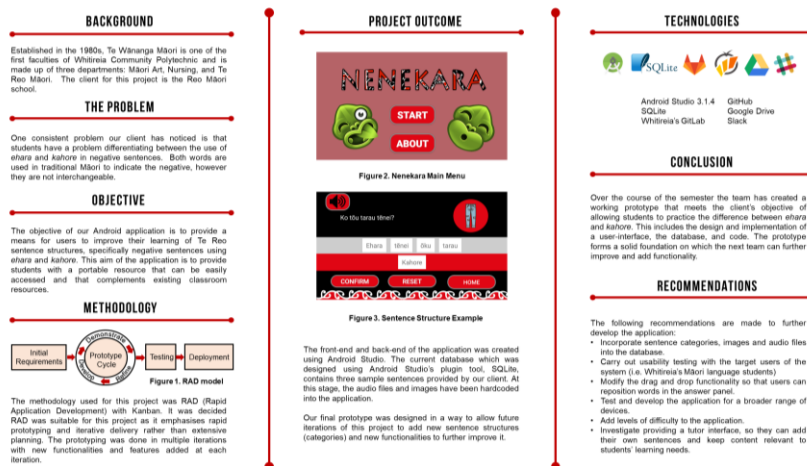 BACKGROUND
Established in the 1980s, Te Wānanga Māori is one of the
first faculties of Whitireia Community Polytechnic and is
made up of three departments: Māori Art, Nursing, and Te
Reo Māori. The client for this project is the Reo Māori
school.
THE PROBLEM
One consistent problem our client has noticed is that
students have a problem differentiating between the use of
ehara and kahore in negative sentences. Both words are
used in traditional Māori to indicate the negative, however
they are not interchangeable.
OBJECTIVE
The objective of our Android application is to provide a
means for users to improve their learning of Te Reo
sentence structures, specifically negative sentences using
ehara and kahore. This aim of the application is to provide
students with a portable resource that can be easily
accessed and that complements existing classroom
resources.
METHODOLOGY
Initial
Requirements
Demonstrate
Prototype
Cycle
Develop
Refine
Testing
Deployment
Figure 1. RAD model
The methodology used for this project was RAD (Rapid
Application Development) with Kanban. It was decided
RAD was suitable for this project as it emphasises rapid
prototyping and iterative delivery rather than extensive
planning. The prototyping was done in multiple iterations
with new functionalities and features added at each
iteration.
PROJECT OUTCOME
NENEKARA
START
ABOUT
Figure 2. Nenekara Main Menu
Ko tōu tarau tēnei?
Ehara tēnei ōku tarau
Kahore
CONFIRM RESET HOME
Figure 3. Sentence Structure Example
The front-end and back-end of the application was created
using Android Studio. The current database which was
designed using Android Studio's plugin tool, SQLite,
contains three sample sentences provided by our client. At
this stage, the audio files and images have been hardcoded
into the application.
Our final prototype was designed in a way to allow future
iterations of this project to add new sentence structures
(categories) and new functionalities to further improve it.
TECHNOLOGIES
SQLite
Android Studio 3.1.4 GitHub
SQLite Google Drive
Whitireia's GitLab Slack
CONCLUSION
Over the course of the semester the team has created a
working prototype that meets the client's objective of
allowing students to practice the difference between ehara
and kahore. This includes the design and implementation of
a user-interface, the database, and code. The prototype
forms a solid foundation on which the next team can further
improve and add functionality.
RECOMMENDATIONS
The following recommendations are made to further
develop the application:
• Incorporate sentence categories, images and audio files
into the database.
• Carry out usability testing with the target users of the
system (i.e. Whitireia's Māori language students)
• Modify the drag and drop functionality so that users can
reposition words in the answer panel.
• Test and develop the application for a broader range of
devices.
• Add levels of difficulty to the application.
• Investigate providing a tutor interface, so they can add
their own sentences and keep content relevant to
students' learning needs.